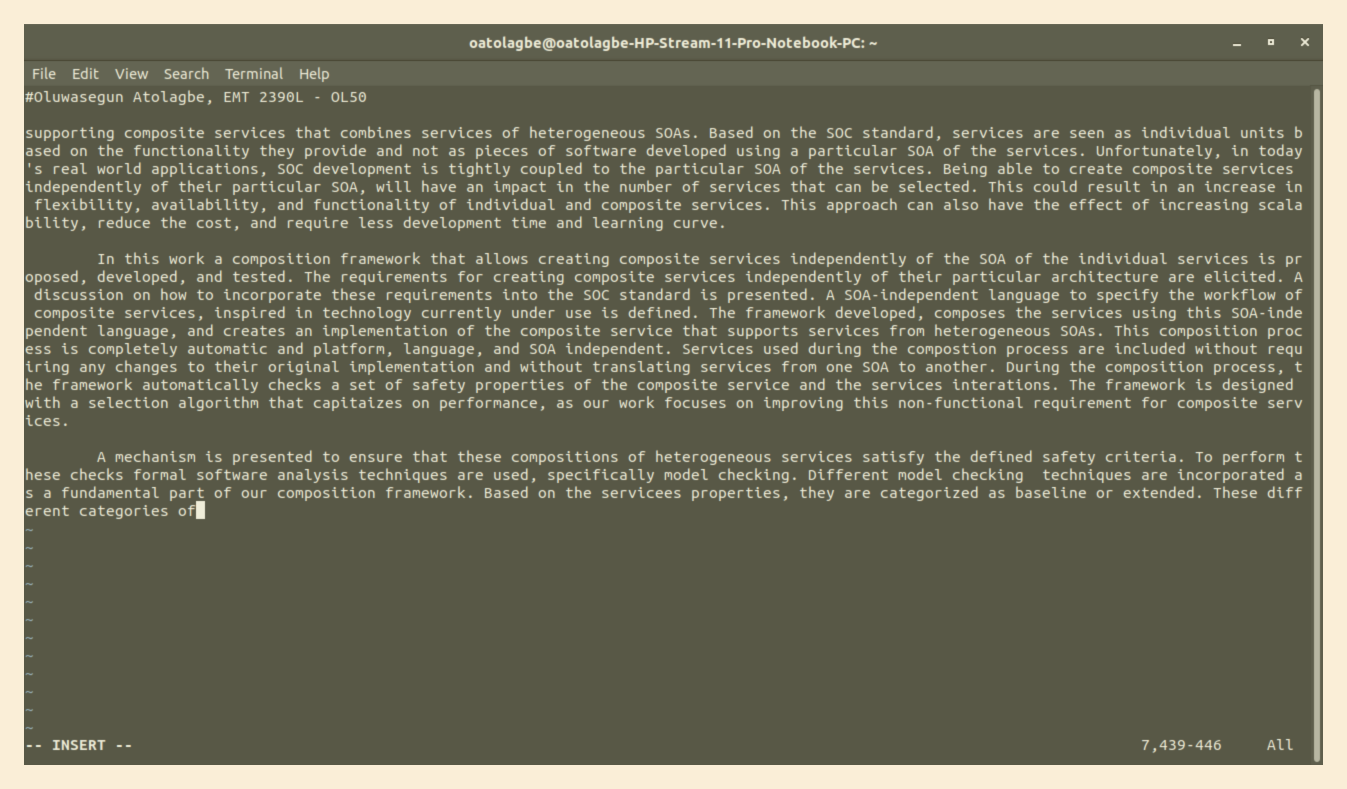 oatolagbe@oatolagbe-HP-Stream-11-Pro-Notebook-PC: ~
File Edit View Search Terminal Help
#Oluwasegun Atolagbe, EMT 2390L - OL50
supporting composite services that combines services of heterogeneous SOAs. Based on the SOC standard, services are seen as individual units b
ased on the functionality they provide and not as pieces of software developed using a particular SOA of the services. Unfortunately, in today
's real world applications, SOC development is tightly coupled to the particular SOA of the services. Being able to create composite services
independently of their particular SOA, will have an impact in the number of services that can be selected. This could result in an increase in
 flexibility, availability, and functionality of individual and composite services. This approach can also have the effect of increasing scala
bility, reduce the cost, and require less development time and learning curve.
        In this work a composition framework that allows creating composite services independently of the SOA of the individual services is pr
oposed, developed, and tested. The requirements for creating composite services independently of their particular architecture are elicited. A
 discussion on how to incorporate these requirements into the SOC standard is presented. A SOA-independent language to specify the workflow of
 composite services, inspired in technology currently under use is defined. The framework developed, composes the services using this SOA-inde
pendent language, and creates an implementation of the composite service that supports services from heterogeneous SOAs. This composition proc
ess is completely automatic and platform, language, and SOA independent. Services used during the compostion process are included without requ
iring any changes to their original implementation and without translating services from one SOA to another. During the composition process, t
he framework automatically checks a set of safety properties of the composite service and the services interations. The framework is designed
with a selection algorithm that capitaizes on performance, as our work focuses on improving this non-functional requirement for composite serv
ices.
        A mechanism is presented to ensure that these compositions of heterogeneous services satisfy the defined safety criteria. To perform t
hese checks formal software analysis techniques are used, specifically model checking. Different model checking  techniques are incorporated a
s a fundamental part of our composition framework. Based on the servicees properties, they are categorized as baseline or extended. These diff
erent categories of
~
~
~
~
~
~
~
~
~
~
~
~
-- INSERT -- 7,439-446 All